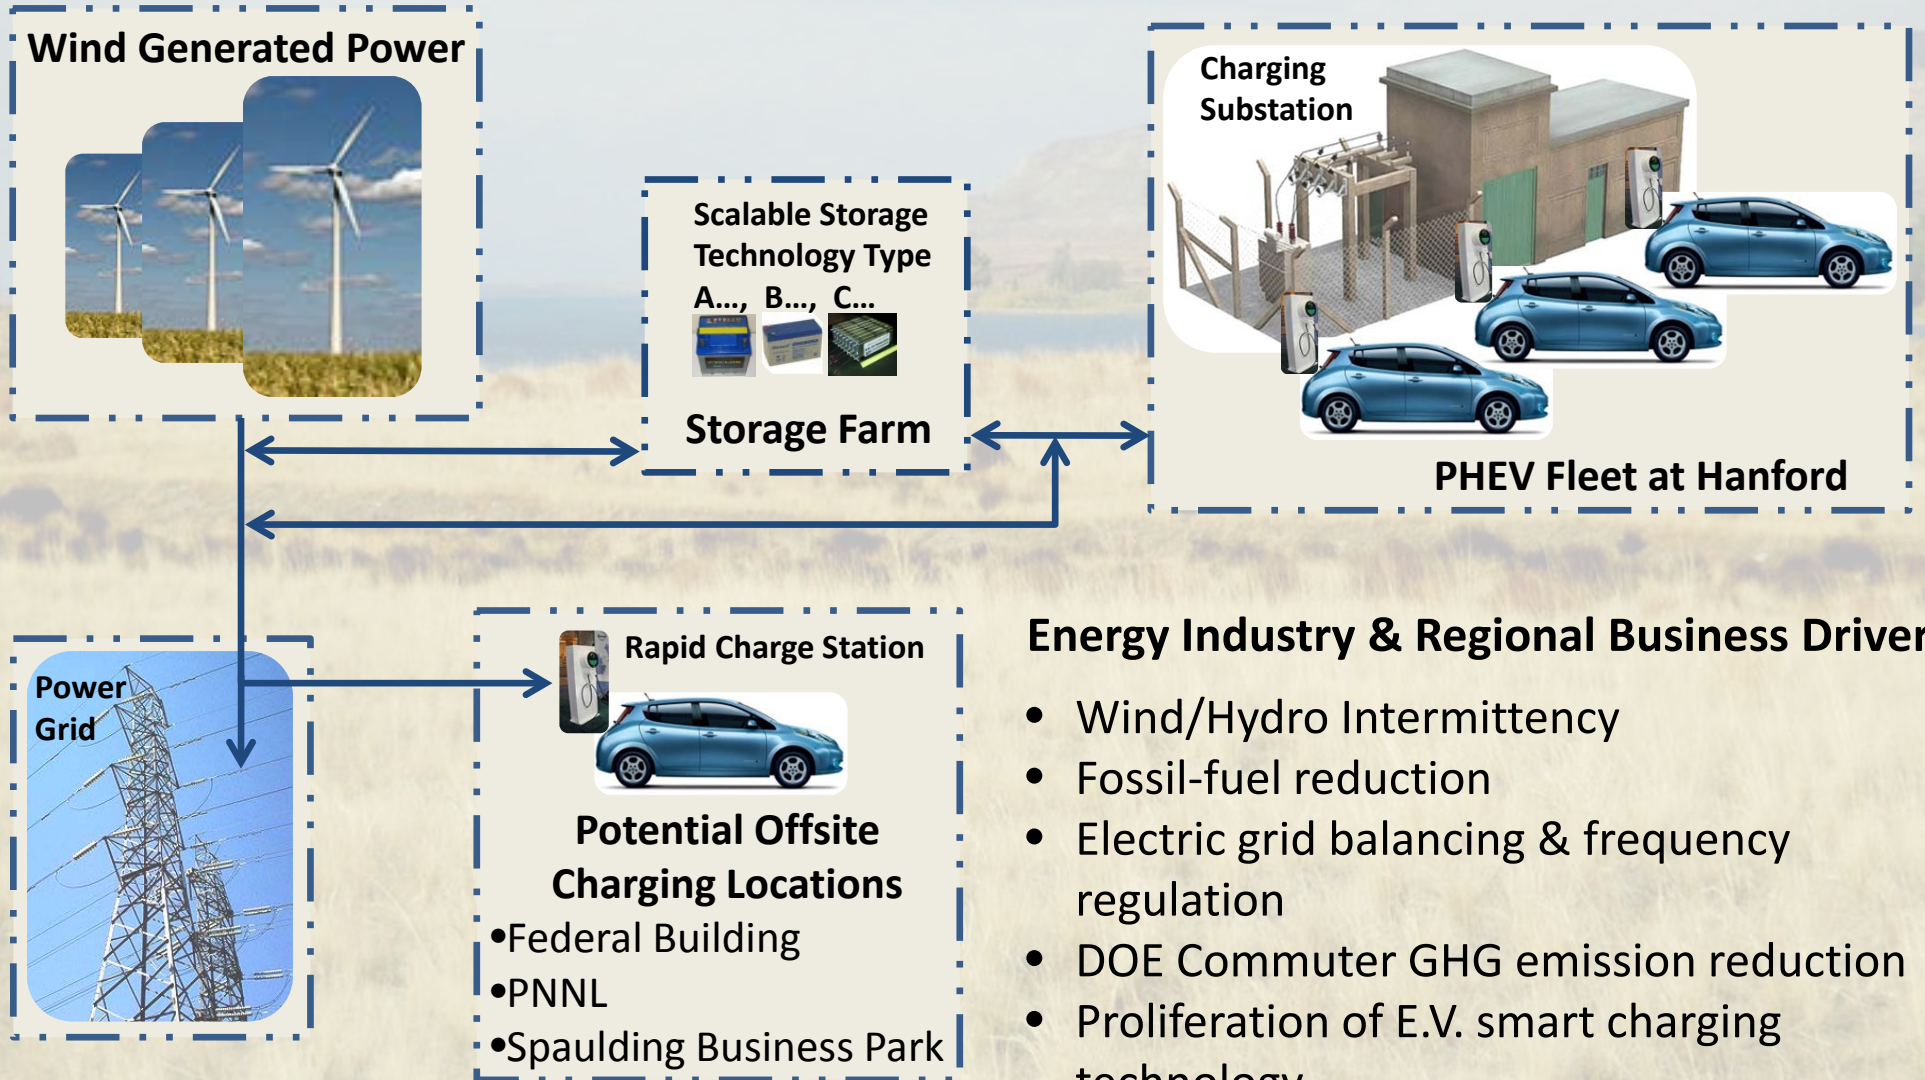 Wind Generated Power
Charging
Substation
Scalable Storage
Technology Type
A..., B..., C...
Storage Farm
PHEV Fleet at Hanford
Power
Grid
Rapid Charge Station
Potential Offsite
Charging Locations
•Federal Building
•PNNL
•Spaulding Business Park
Energy Industry & Regional Business Driver
• Wind/Hydro Intermittency
• Fossil-fuel reduction
• Electric grid balancing & frequency
regulation
• DOE Commuter GHG emission reduction
• Proliferation of E.V. smart charging
technology